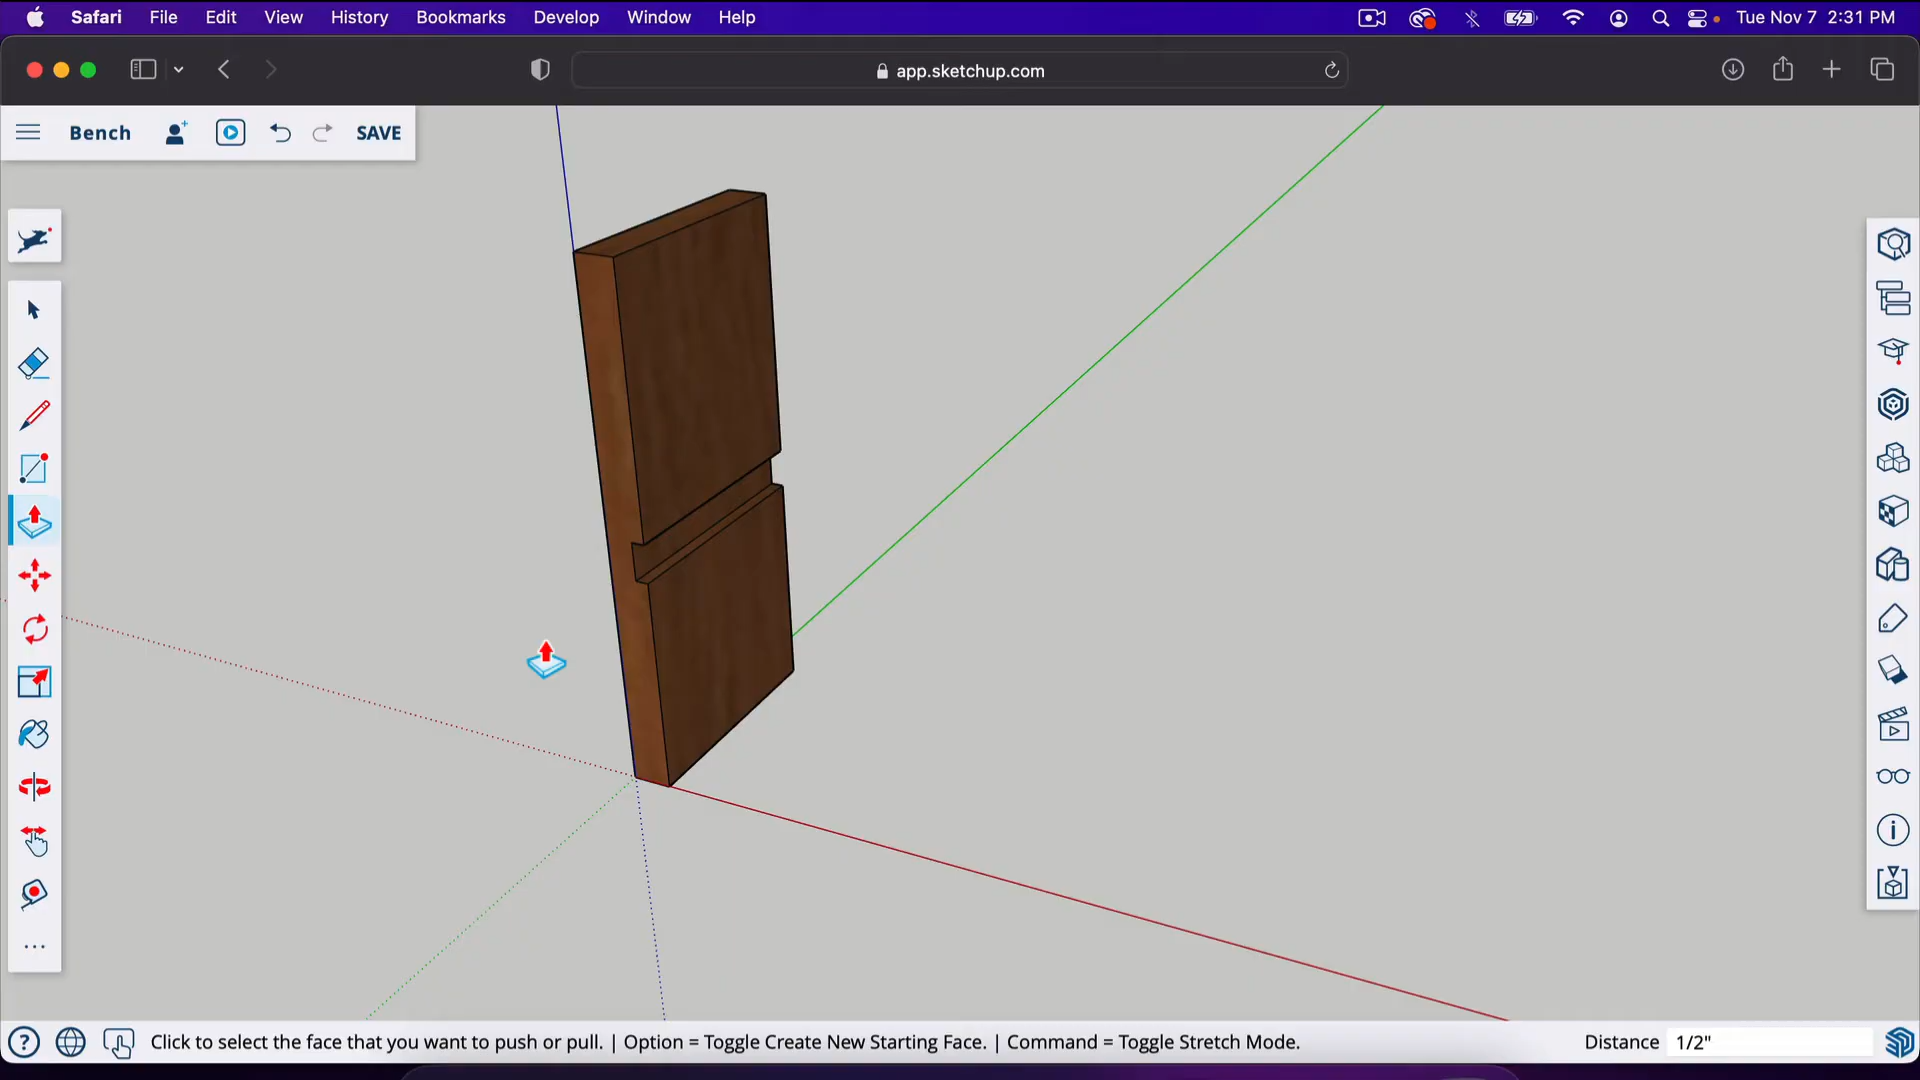 Safari File Edit View History Bookmarks Develop Window Help Tue Nov 7 2:31 PM
app.sketchup.com
Bench SAVE
Click to select the face that you want to push or pull. | Option = Toggle Create New Starting Face. | Command = Toggle Stretch Mode. Distance 1/2"